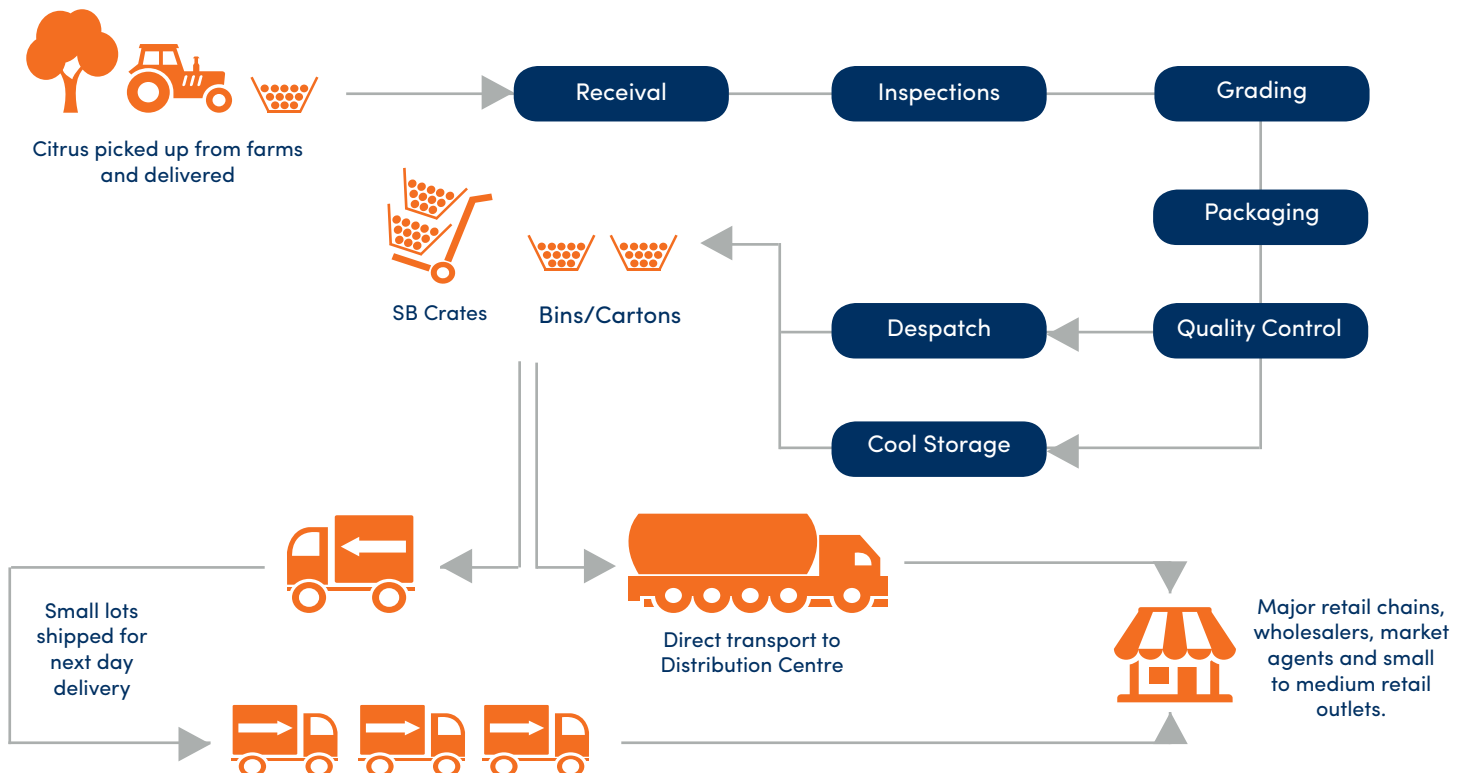 Receival
Inspections
Grading
Citrus picked up from farms
and delivered
Packaging
SB Crates
Bins/Cartons
Despatch
Quality Control
Cool Storage
Small lots
shipped for
next day
delivery
Direct transport to
Distribution Centre
Major retail chains,
wholesalers, market
agents and small
to medium retail
outlets.